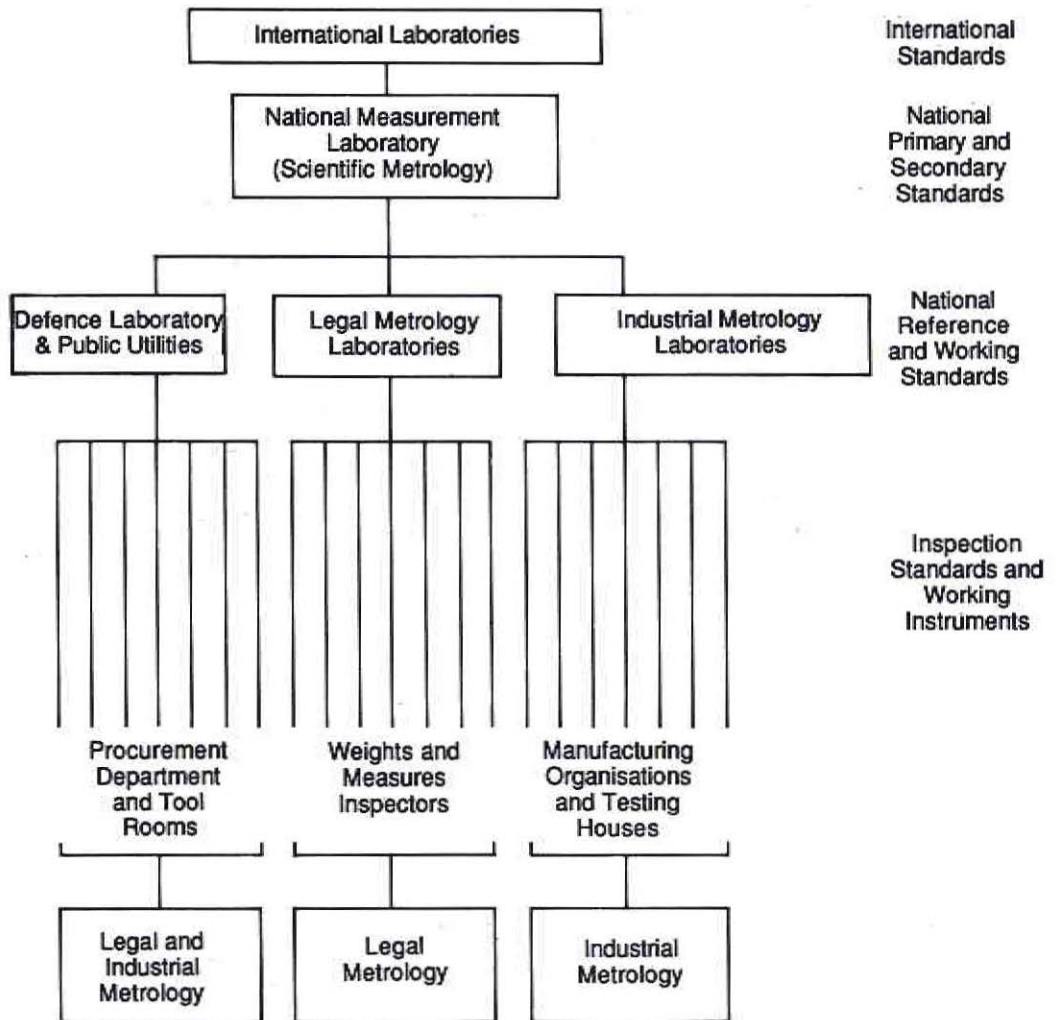 International Laboratories
International
Standards
National Measurement
Laboratory
(Scientific Metrology)
National
Primary and
Secondary
Standards
Defence Laboratory
& Public Utilities
Legal Metrology
Laboratories
Industrial Metrology
Laboratories
National
Reference
and Working
Standards
Inspection
Standards and
Working
Instruments
Procurement
Department
and Tool
Rooms
Weights and
Measures
Inspectors
Manufacturing
Organisations
and Testing
Houses
Legal and
Industrial
Metrology
Legal
Metrology
Industrial
Metrology